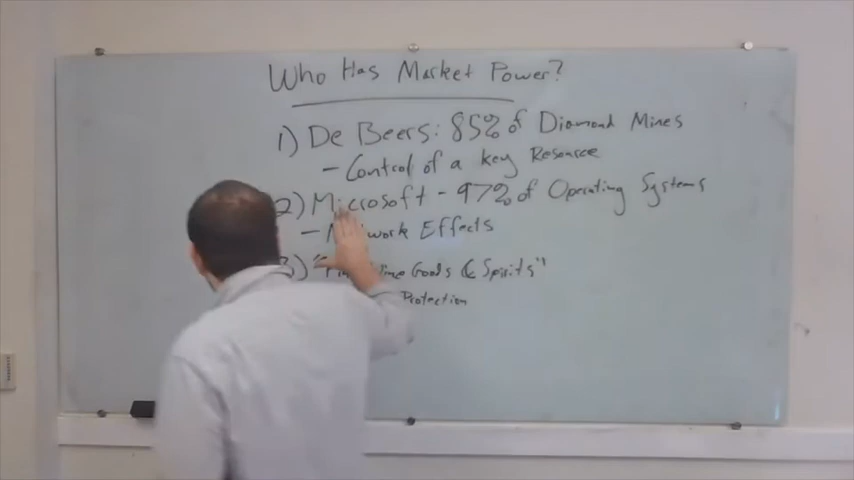 Who Has Market Power?
1) De Beers: 85% of Diamond Mines
- Control of a key Resource
2) Microsoft - 97% of Operating Systems
- Network Effects
3) " Goods & Spirits"
Protection